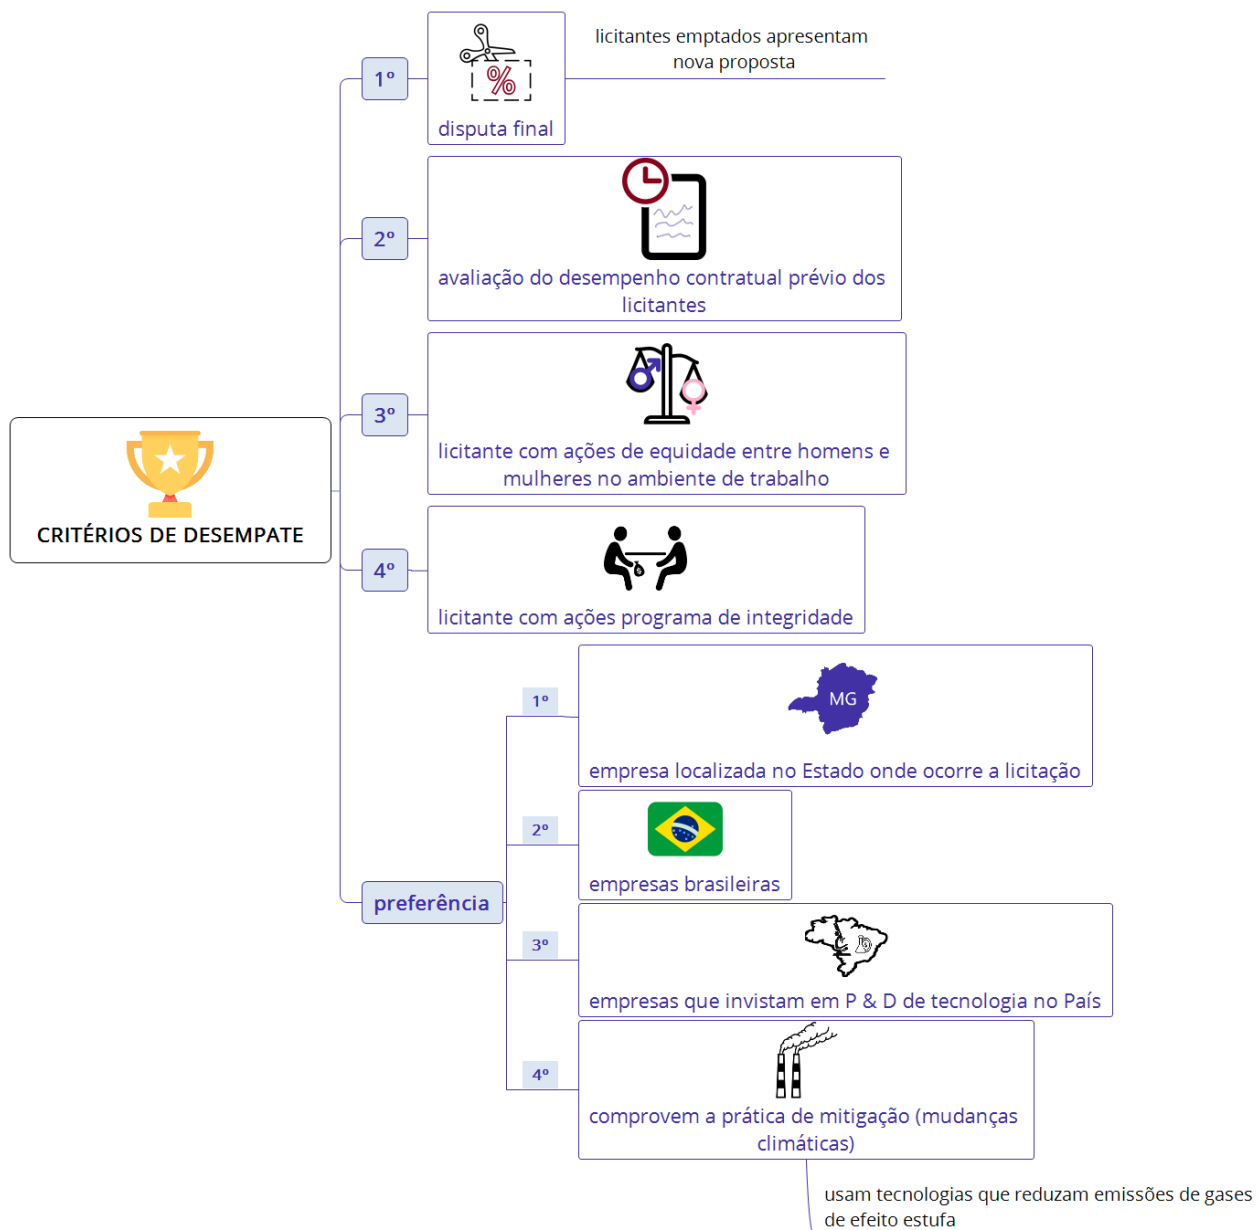 licitantes emptados apresentam
nova proposta
1º
%
disputa final
2º
avaliação do desempenho contratual prévio dos
licitantes
3º
licitante com ações de equidade entre homens e
mulheres no ambiente de trabalho
CRITÉRIOS DE DESEMPATE
4º
licitante com ações programa de integridade
preferência
1º
MG
empresa localizada no Estado onde ocorre a licitação
2º
empresas brasileiras
3º
empresas que invistam em P & D de tecnologia no País
4º
comprovem a prática de mitigação (mudanças
climáticas)
usam tecnologias que reduzam emissões de gases
de efeito estufa